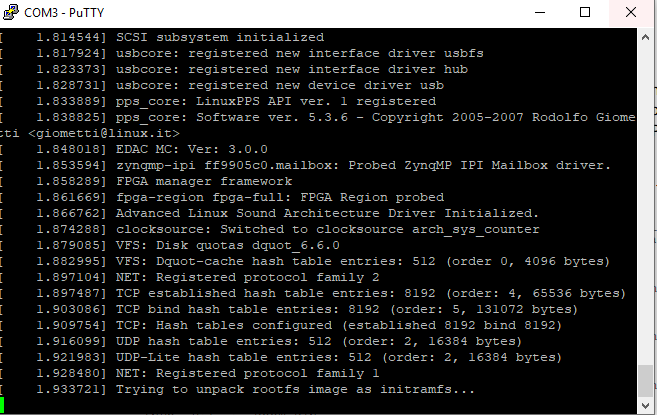 COM3 - PuTTY
[    1.814544] SCSI subsystem initialized
[    1.817924] usbcore: registered new interface driver usbfs
[    1.823373] usbcore: registered new interface driver hub
[    1.828731] usbcore: registered new device driver usb
[    1.833889] pps_core: LinuxPPS API ver. 1 registered
[    1.838825] pps_core: Software ver. 5.3.6 - Copyright 2005-2007 Rodolfo Giome
tti <giometti@linux.it>
[    1.848018] EDAC MC: Ver: 3.0.0
[    1.853594] zynqmp-ipi ff9905c0.mailbox: Probed ZynqMP IPI Mailbox driver.
[    1.858289] FPGA manager framework
[    1.861669] fpga-region fpga-full: FPGA Region probed
[    1.866762] Advanced Linux Sound Architecture Driver Initialized.
[    1.874288] clocksource: Switched to clocksource arch_sys_counter
[    1.879085] VFS: Disk quotas dquot_6.6.0
[    1.882995] VFS: Dquot-cache hash table entries: 512 (order 0, 4096 bytes)
[    1.897104] NET: Registered protocol family 2
[    1.897487] TCP established hash table entries: 8192 (order: 4, 65536 bytes)
[    1.903086] TCP bind hash table entries: 8192 (order: 5, 131072 bytes)
[    1.909754] TCP: Hash tables configured (established 8192 bind 8192)
[    1.916099] UDP hash table entries: 512 (order: 2, 16384 bytes)
[    1.921983] UDP-Lite hash table entries: 512 (order: 2, 16384 bytes)
[    1.928480] NET: Registered protocol family 1
[    1.933721] Trying to unpack rootfs image as initramfs...